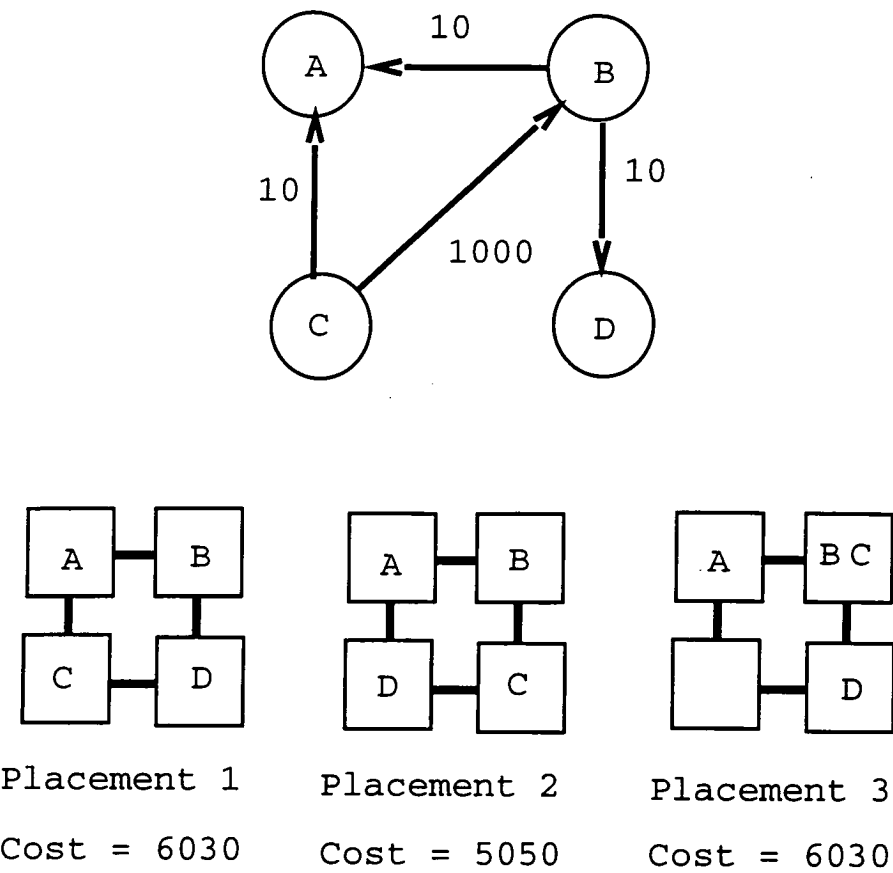 10
A
B
10
10
1000
C
D
A B
C D
A B
D C
A BC
D
Placement 1
Placement 2
Placement 3
Cost = 6030
Cost = 5050
Cost = 6030